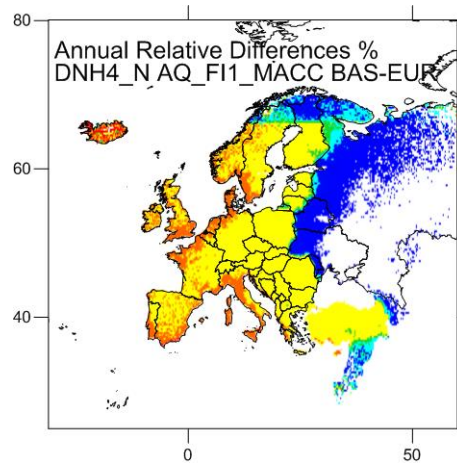 80
Annual Relative Differences %
DNH4_N AQ_FI1_MACC BAS-EUR
60
40
0
50